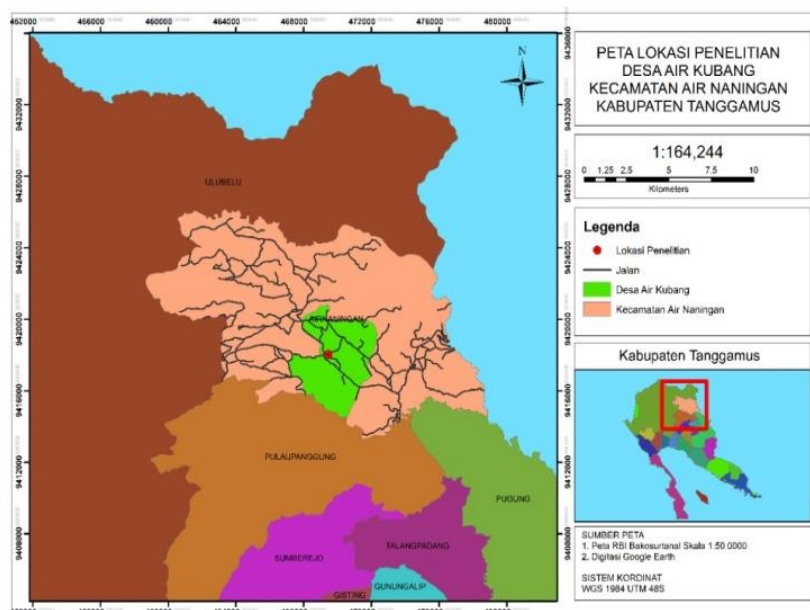 462000 464000 468000 472000 476000 480000
N
9436000
9432000
9428000
9424000
9420000
9416000
9412000
9408000
ULUBELU
AIRNANINGAN
PULAUPANGGUNG
PUGUNG
SUMBEREJO
TALANGPADANG
GISTING
GUNUNGALIP
PETA LOKASI PENELITIAN
DESA AIR KUBANG
KECAMATAN AIR NANINGAN
KABUPATEN TANGGAMUS
1:164,244
0 1.25 2.5 5 7.5 10
Kilometers
Legenda
Lokasi Penelitian
Jalan
Desa Air Kubang
Kecamatan Air Naningan
Kabupaten Tanggamus
SUMBER PETA
1. Peta RBI Bakosurtanal Skala 1:50.0000
2. Digitasi Google Earth
SISTEM KORDINAT
WGS 1984 UTM 48S